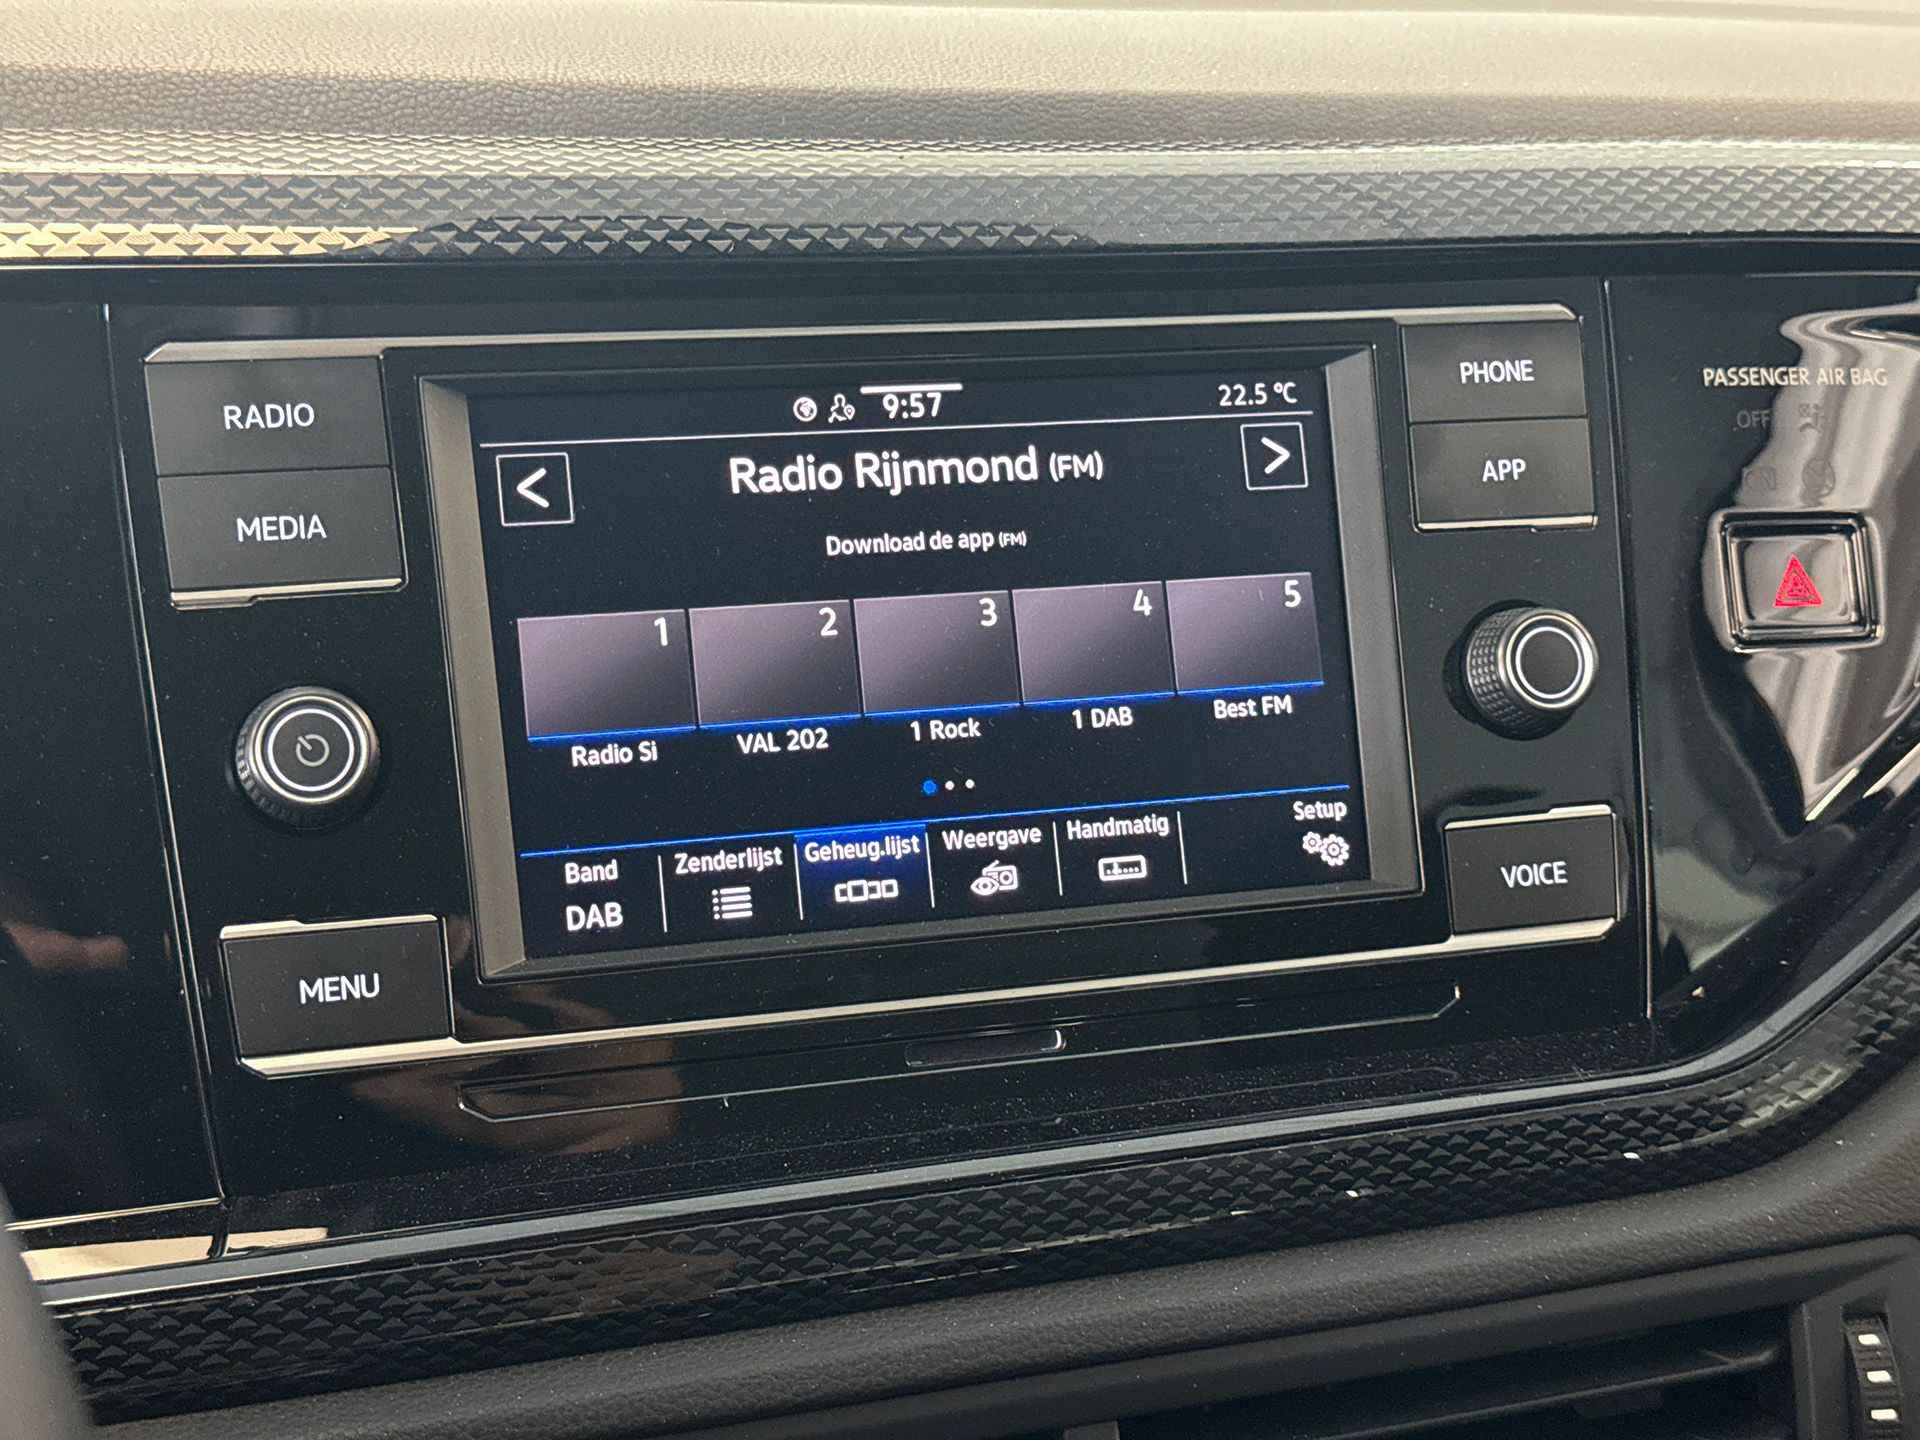 RADIO
MEDIA
MENU
9:57
22.5 °C
<
Radio Rijnmond (FM)
>
Download de app (FM)
1
2
3
4
5
Radio Si
VAL 202
1 Rock
1 DAB
Best FM
Band
DAB
Zenderlijst
Geheug.lijst
Weergave
Handmatig
Setup
PHONE
APP
VOICE
PASSENGER AIR BAG
OFF